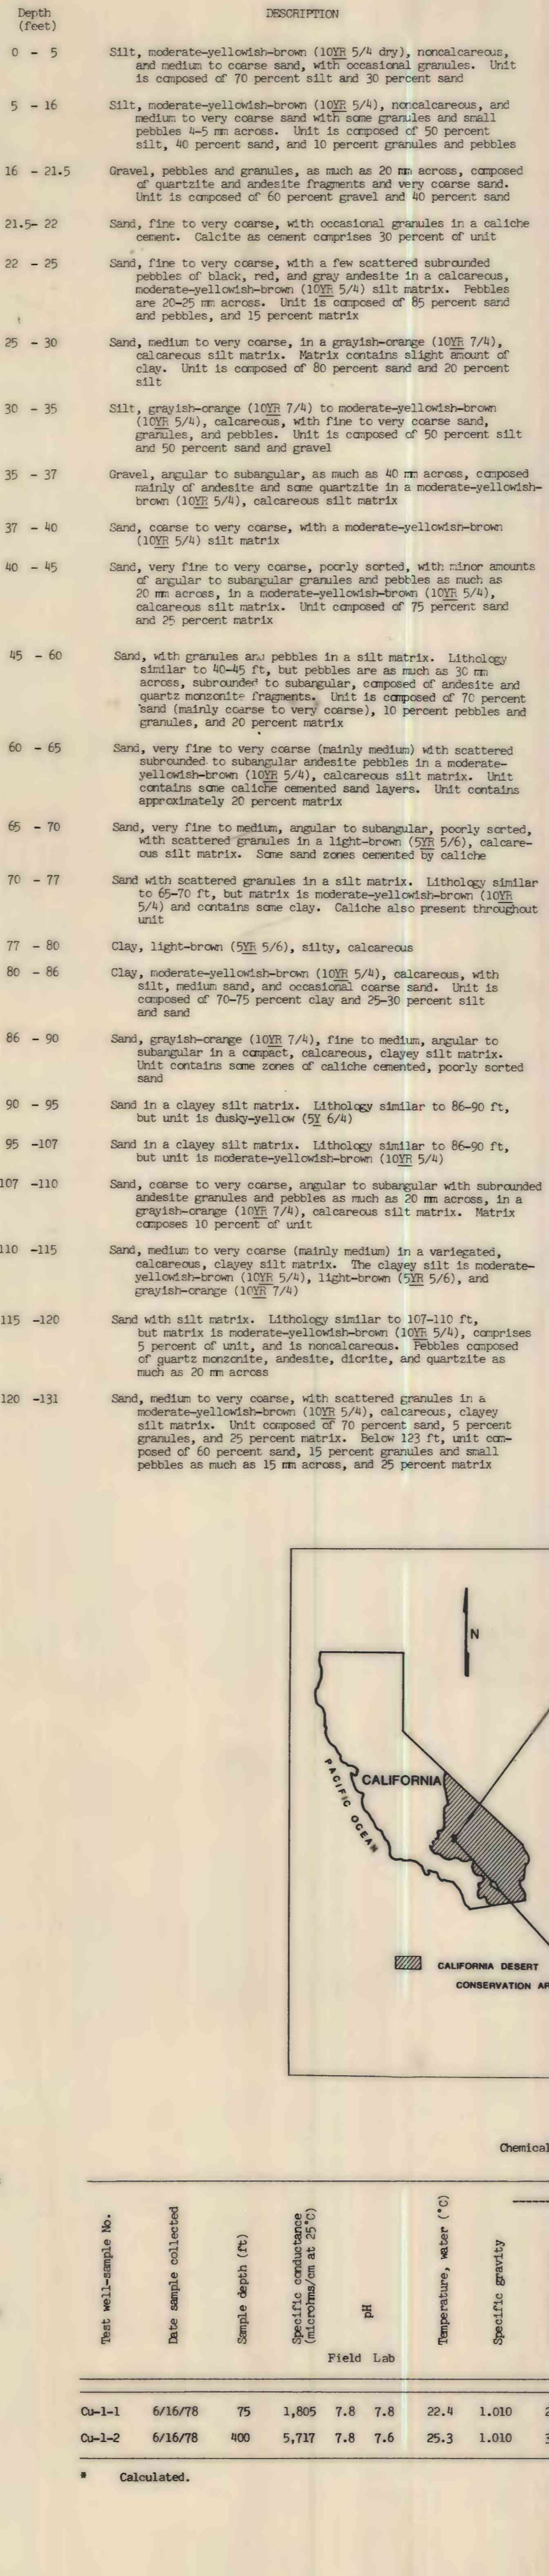 Depth DESCRIPTION
(feet)
0 - 5 Silt, moderate-yellowish-brown (10YR 5/4 dry), noncalcareous,
and medium to coarse sand, with occasional granules. Unit
is composed of 70 percent silt and 30 percent sand
5 - 16 Silt, moderate-yellowish-brown (10YR 5/4), noncalcareous, and
medium to very coarse sand with some granules and small
pebbles 4-5 mm across. Unit is composed of 50 percent
silt, 40 percent sand, and 10 percent granules and pebbles
16 - 21.5 Gravel, pebbles and granules, as much as 20 mm across, composed
of quartzite and andesite fragments and very coarse sand.
Unit is composed of 60 percent gravel and 40 percent sand
21.5- 22 Sand, fine to very coarse, with occasional granules in a caliche
cement. Calcite as cement comprises 30 percent of unit
22 - 25 Sand, fine to very coarse, with a few scattered subrounded
pebbles of black, red, and gray andesite in a calcareous,
moderate-yellowish-brown (10YR 5/4) silt matrix. Pebbles
are 20-25 mm across. Unit is composed of 85 percent sand
and pebbles, and 15 percent matrix
25 - 30 Sand, medium to very coarse, in a grayish-orange (10YR 7/4),
calcareous silt matrix. Matrix contains slight amount of
clay. Unit is composed of 80 percent sand and 20 percent
silt
30 - 35 Silt, grayish-orange (10YR 7/4) to moderate-yellowish-brown
(10YR 5/4), calcareous, with fine to very coarse sand,
granules, and pebbles. Unit is composed of 50 percent silt
and 50 percent sand and gravel
35 - 37 Gravel, angular to subangular, as much as 40 mm across, composed
mainly of andesite and some quartzite in a moderate-yellowish-
brown (10YR 5/4), calcareous silt matrix
37 - 40 Sand, coarse to very coarse, with a moderate-yellowish-brown
(10YR 5/4) silt matrix
40 - 45 Sand, very fine to very coarse, poorly sorted, with minor amounts
of angular to subangular granules and pebbles as much as
20 mm across, in a moderate-yellowish-brown (10YR 5/4),
calcareous silt matrix. Unit composed of 75 percent sand
and 25 percent matrix
45 - 60 Sand, with granules and pebbles in a silt matrix. Lithology
similar to 40-45 ft, but pebbles are as much as 30 mm
across, subrounded to subangular, composed of andesite and
quartz monzonite fragments. Unit is composed of 70 percent
sand (mainly coarse to very coarse), 10 percent pebbles and
granules, and 20 percent matrix
60 - 65 Sand, very fine to very coarse (mainly medium) with scattered
subrounded to subangular andesite pebbles in a moderate-
yellowish-brown (10YR 5/4), calcareous silt matrix. Unit
contains some caliche cemented sand layers. Unit contains
approximately 20 percent matrix
65 - 70 Sand, very fine to medium, angular to subangular, poorly sorted,
with scattered granules in a light-brown (5YR 5/6), calcare-
ous silt matrix. Some sand zones cemented by caliche
70 - 77 Sand with scattered granules in a silt matrix. Lithology similar
to 65-70 ft, but matrix is moderate-yellowish-brown (10YR
5/4) and contains some clay. Caliche also present throughout
unit
77 - 80 Clay, light-brown (5YR 5/6), silty, calcareous
80 - 86 Clay, moderate-yellowish-brown (10YR 5/4), calcareous, with
silt, medium sand, and occasional coarse sand. Unit is
composed of 70-75 percent clay and 25-30 percent silt
and sand
86 - 90 Sand, grayish-orange (10YR 7/4), fine to medium, angular to
subangular in a compact, calcareous, clayey silt matrix.
Unit contains some zones of caliche cemented, poorly sorted
sand
90 - 95 Sand in a clayey silt matrix. Lithology similar to 86-90 ft,
but unit is dusky-yellow (5Y 6/4)
95 -107 Sand in a clayey silt matrix. Lithology similar to 86-90 ft,
but unit is moderate-yellowish-brown (10YR 5/4)
107 -110 Sand, coarse to very coarse, angular to subangular with subrounded
andesite granules and pebbles as much as 20 mm across, in a
grayish-orange (10YR 7/4), calcareous silt matrix. Matrix
composes 10 percent of unit
110 -115 Sand, medium to very coarse (mainly medium) in a variegated,
calcareous, clayey silt matrix. The clayey silt is moderate-
yellowish-brown (10YR 5/4), light-brown (5YR 5/6), and
grayish-orange (10YR 7/4)
115 -120 Sand with silt matrix. Lithology similar to 107-110 ft,
but matrix is moderate-yellowish-brown (10YR 5/4), comprises
5 percent of unit, and is noncalcareous. Pebbles composed
of quartz monzonite, andesite, diorite, and quartzite as
much as 20 mm across
120 -131 Sand, medium to very coarse, with scattered granules in a
moderate-yellowish-brown (10YR 5/4), calcareous, clayey
silt matrix. Unit composed of 70 percent sand, 5 percent
granules, and 25 matrix. Below 123 ft, unit com-
posed of 60 percent sand, 15 percent granules and small
pebbles as much as 15 mm across, and 25 percent matrix
N
CALIFORNIA
PACIFIC OCEAN
CALIFORNIA DESERT
CONSERVATION AR
Chemical
Test well-sample No.
Date sample collected
Sample depth (ft)
Specific conductance
(microhms/cm at 25°C)
pH
Field Lab
Temperature, water (°C)
Specific gravity
Cu-1-1 6/16/78 75 1,805 7.8 7.8 22.4 1.010 2
Cu-1-2 6/16/78 400 5,717 7.8 7.6 25.3 1.010 3
* Calculated.